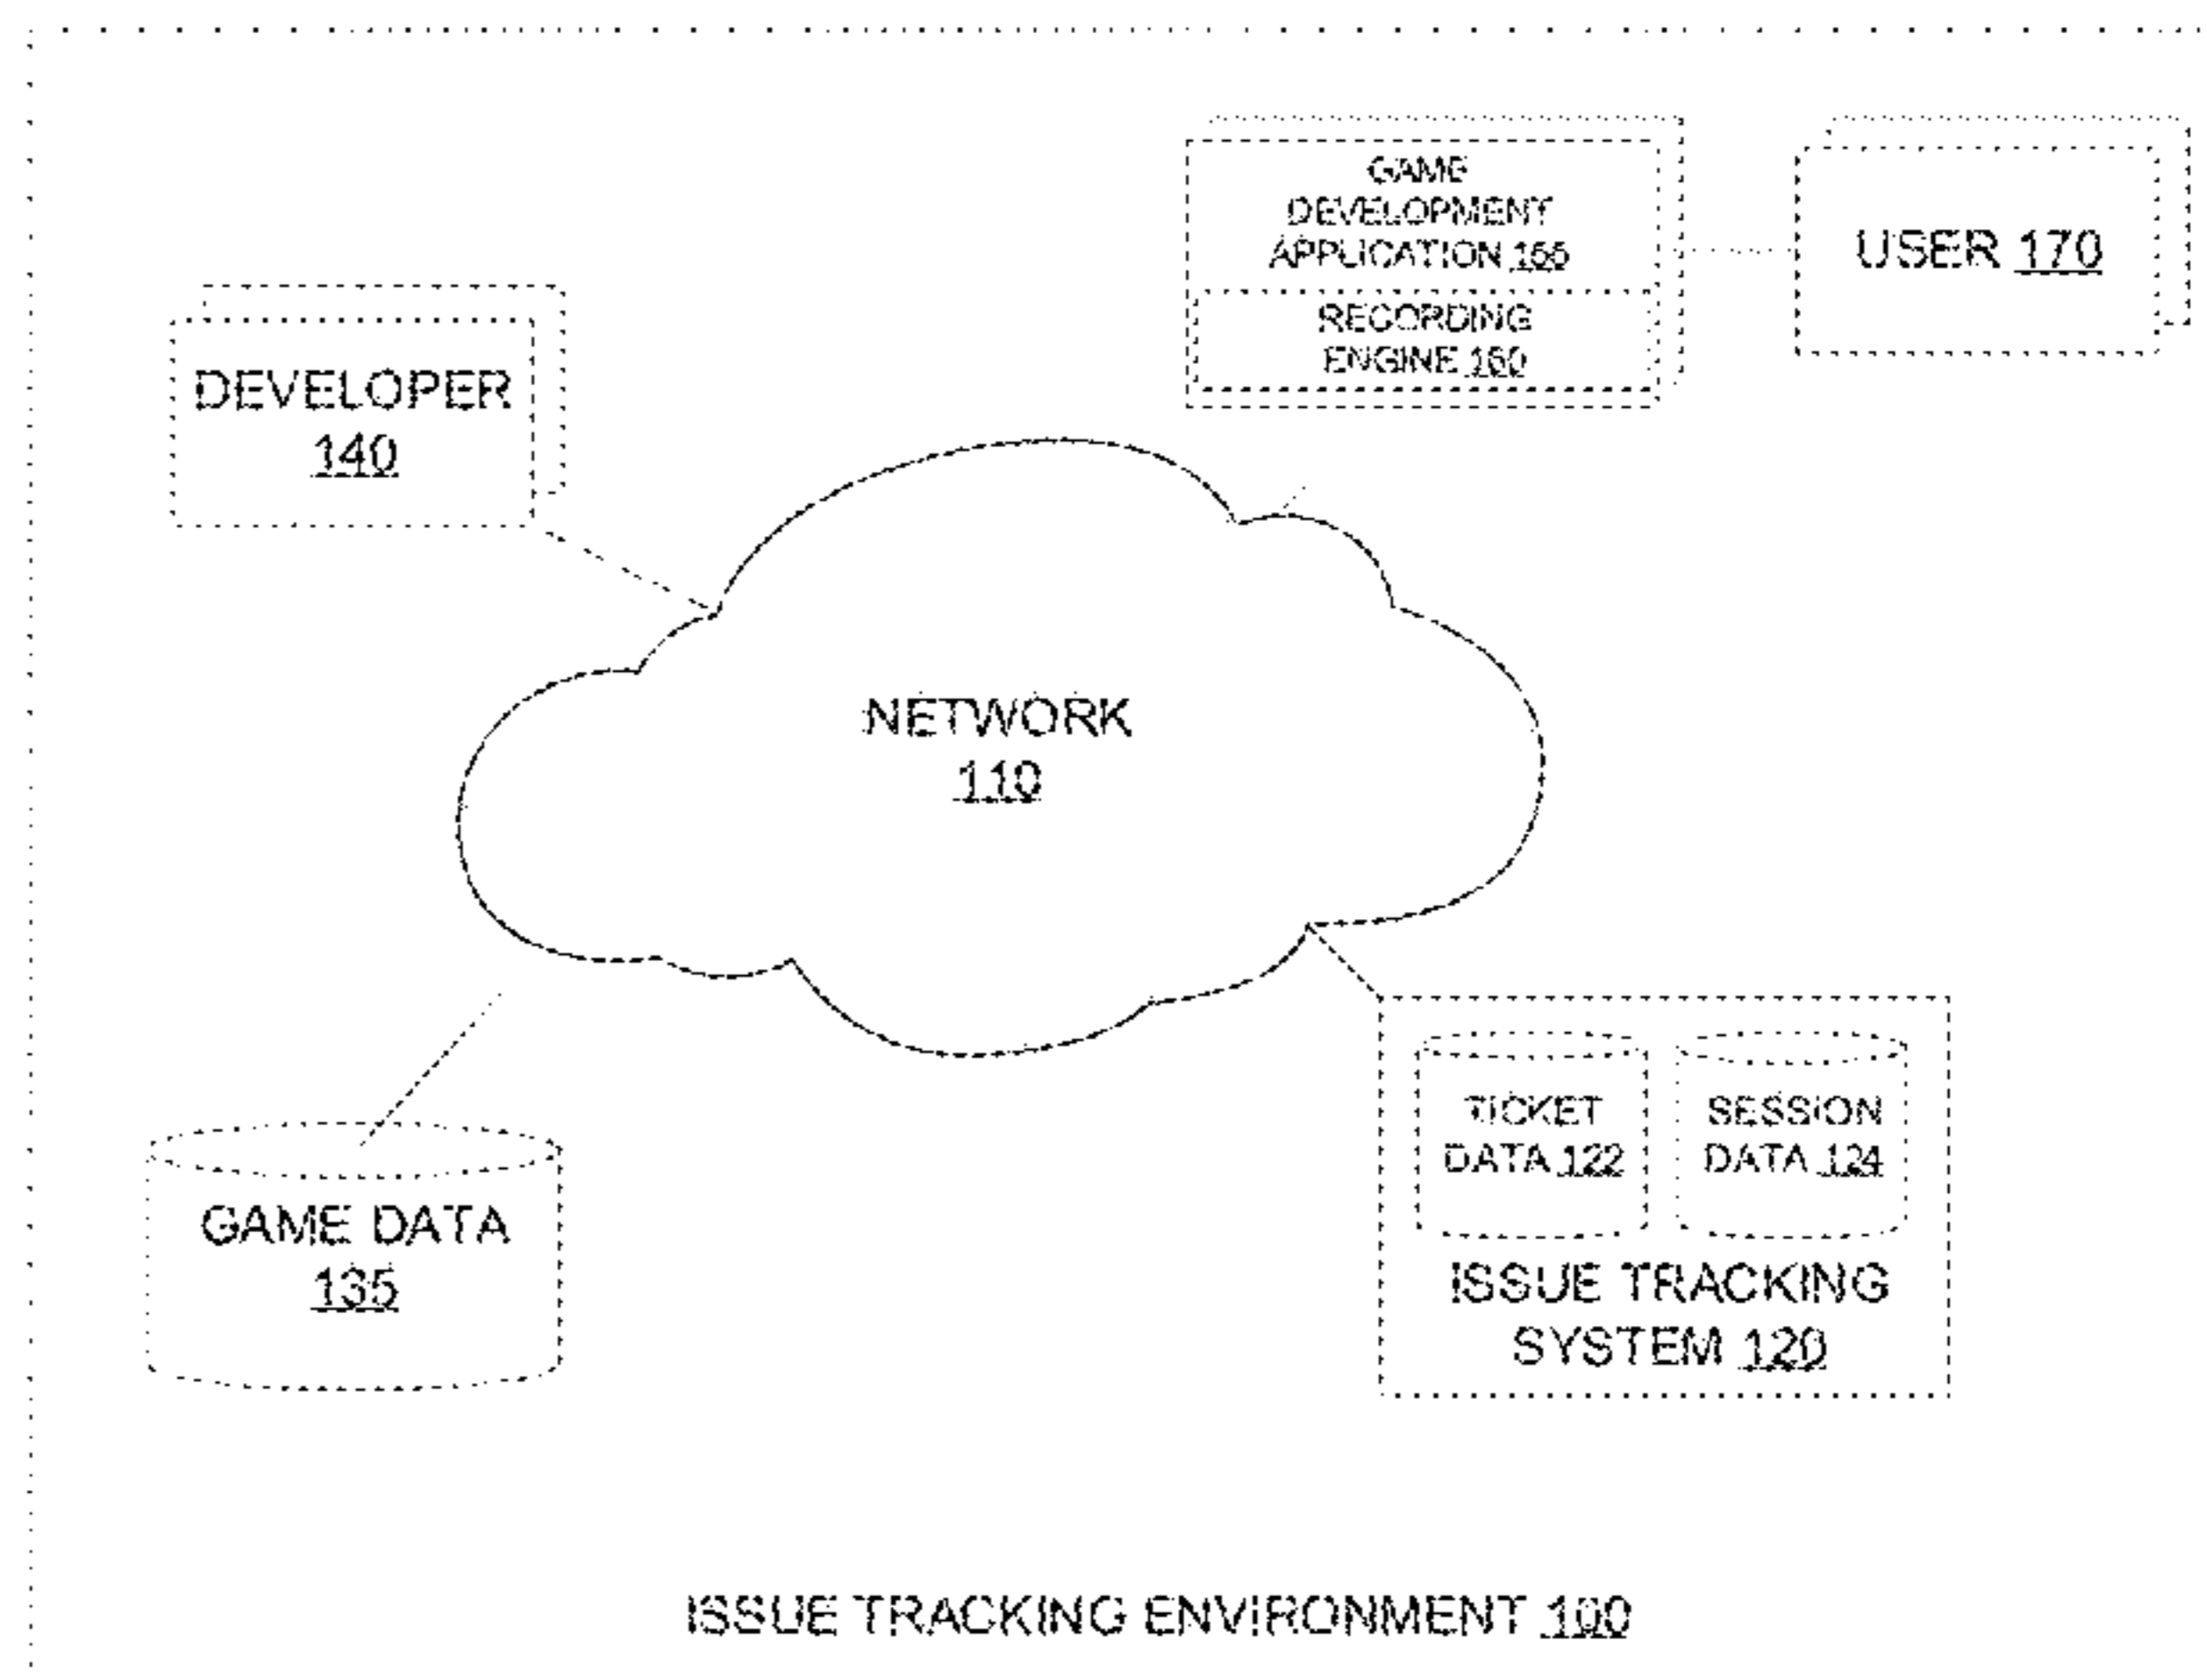 GAME
DEVELOPMENT
APPLICATION
RECORDING
ENGINE 160
USER 170
DEVELOPER
140
NETWORK
110
TICKET
DATA 122
SESSION
DATA 124
ISSUE TRACKING
SYSTEM 120
GAME DATA
135
ISSUE TRACKING ENVIRONMENT 100